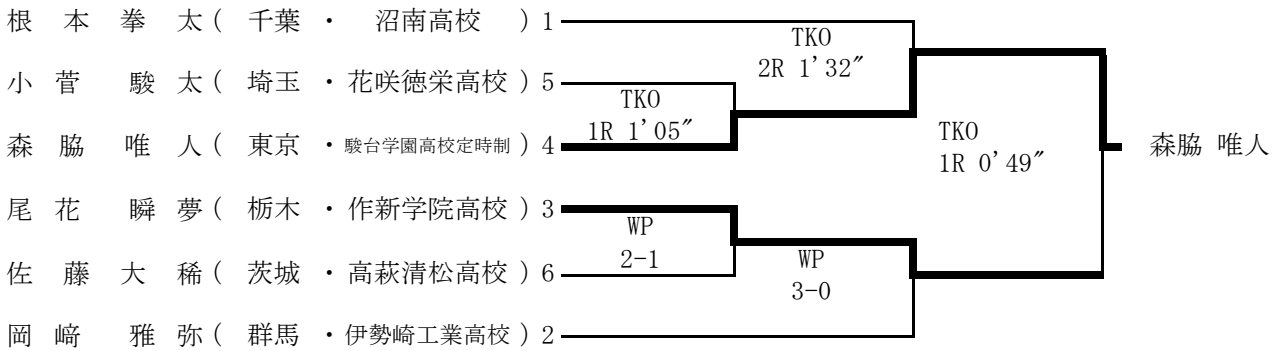 根 本 拳 太 ( 千葉 ・ 沼南高校 ) 1
TKO
2R 1'32″
小 菅 駿 太 ( 埼玉 ・ 花咲徳栄高校 ) 5
TKO
1R 1'05″
森 脇 唯 人 ( 東京 ・ 駿台学園高校定時制 ) 4
TKO
1R 0'49″
森脇 唯人
尾 花 瞬 夢 ( 栃木 ・ 作新学院高校 ) 3
WP
2−1
佐 藤 大 稀 ( 茨城 ・ 高萩清松高校 ) 6
WP
3−0
岡 﨑 雅 弥 ( 群馬 ・ 伊勢崎工業高校 ) 2